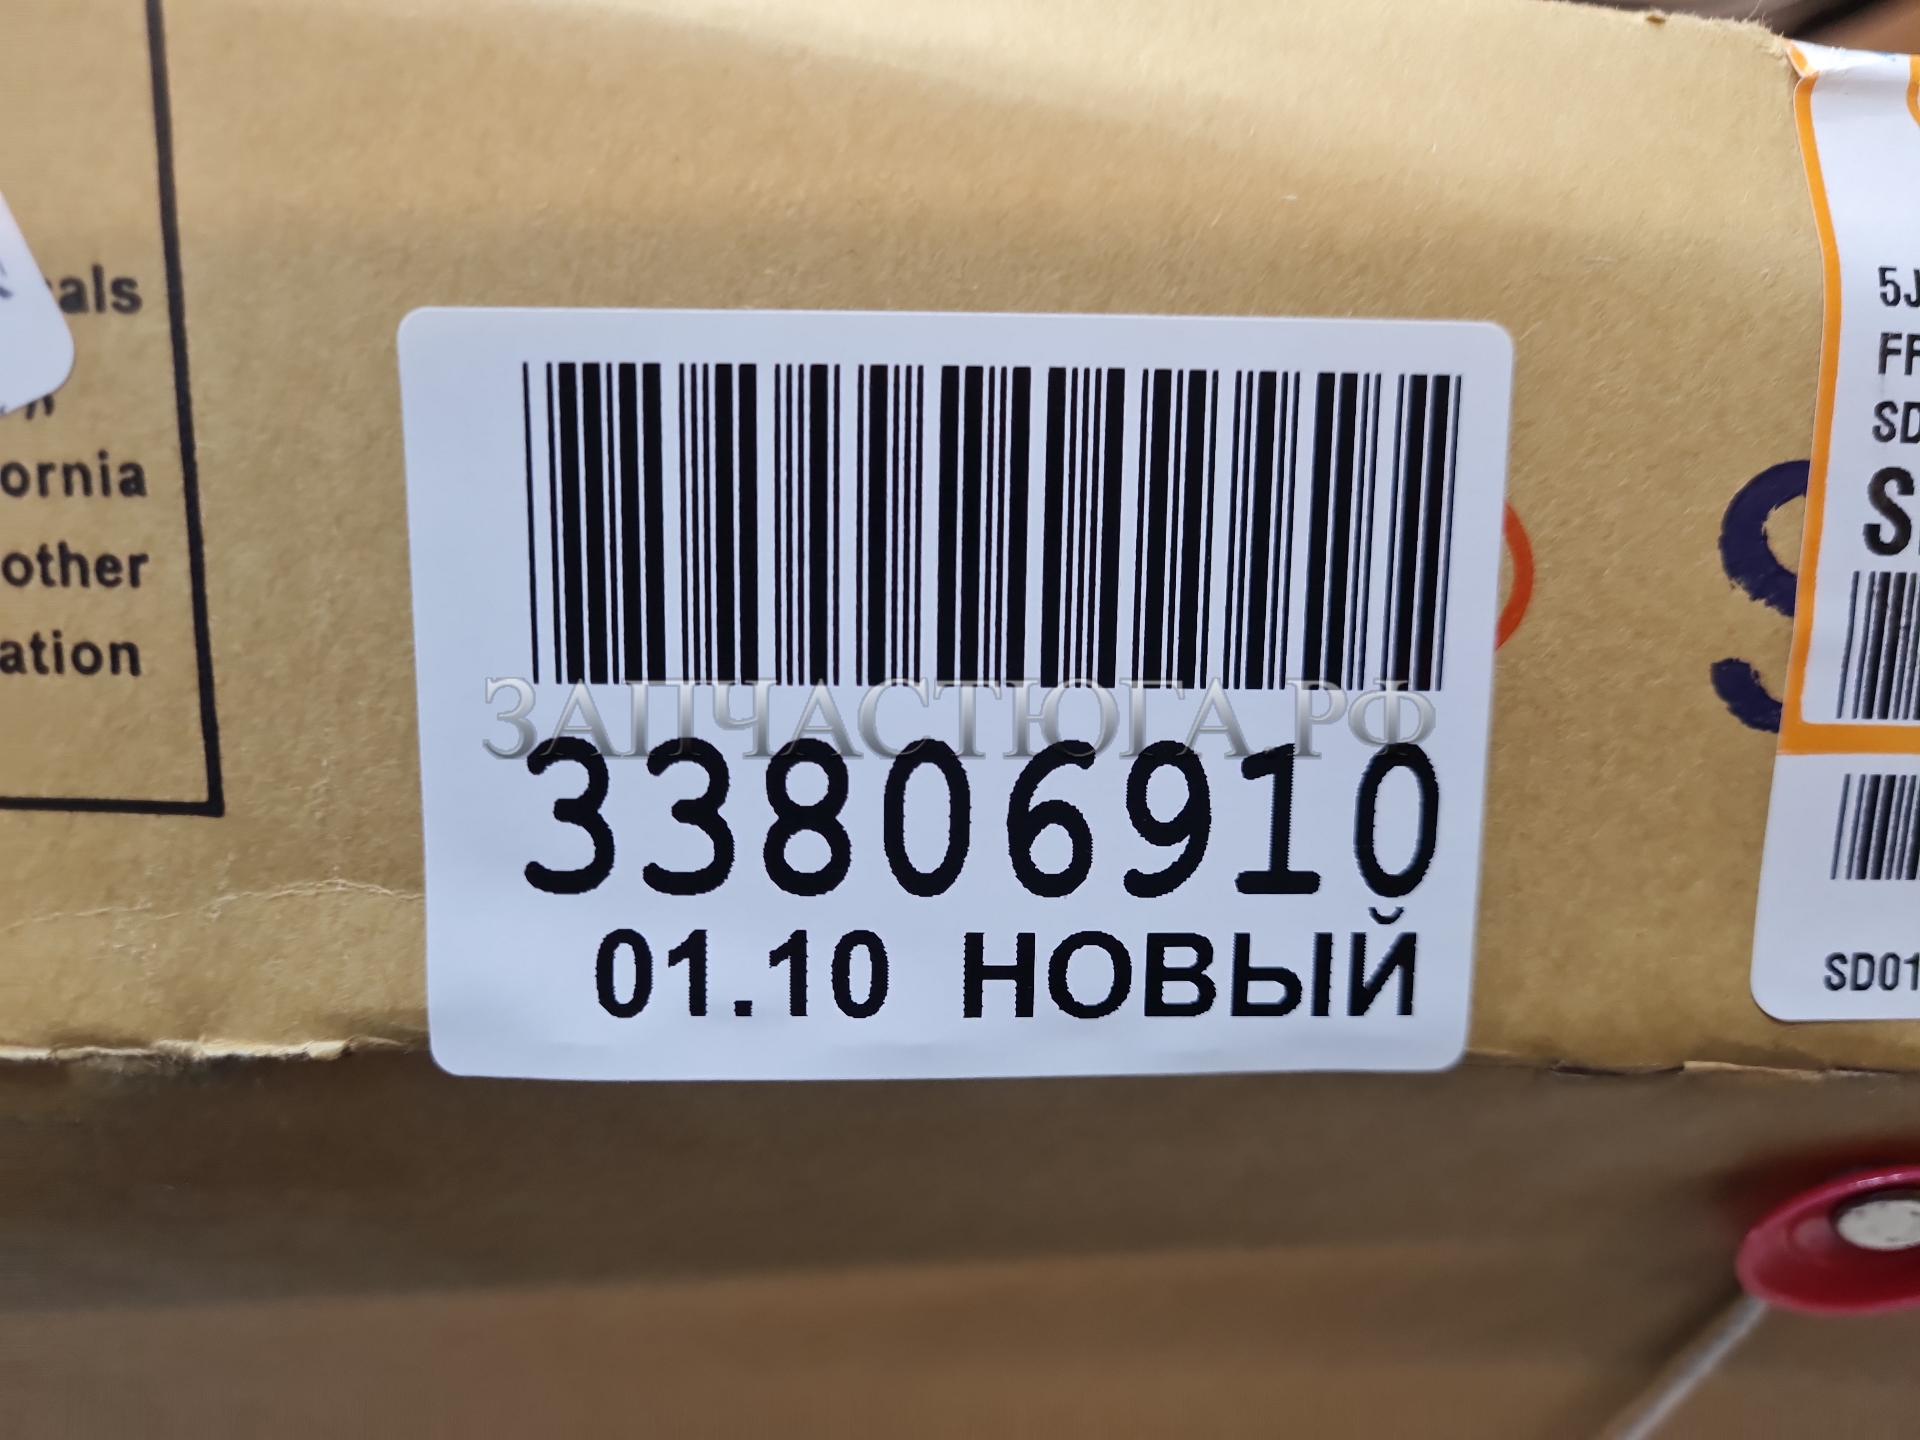 als
ornia
other
ation
ЗАПЧАСТЮГА.РФ
33806910
01.10 НОВЫЙ
5J
FF
SD
S
SD01